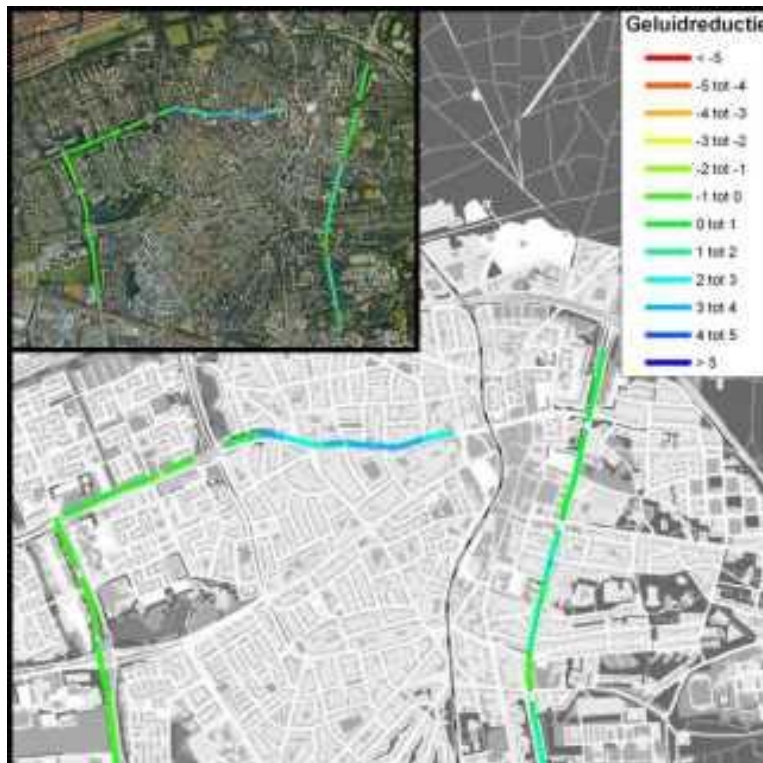 Geluidreductie
< -5
-5 tot -4
-4 tot -3
-3 tot -2
-2 tot -1
-1 tot 0
0 tot 1
1 tot 2
2 tot 3
3 tot 4
4 tot 5
> 5